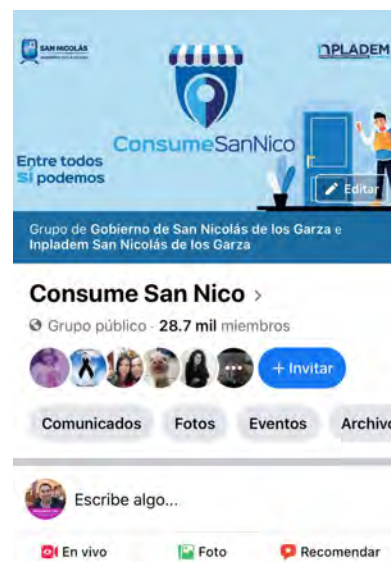 SAN NICOLÁS
INPLADEM
ConsumeSanNico
Entre todos
Sí podemos
Editar
Grupo de Gobierno de San Nicolás de los Garza e
Inpladem San Nicolás de los Garza
Consume San Nico >
Grupo público · 28.7 mil miembros
+ Invitar
Comunicados Fotos Eventos Archivo
Escribe algo...
En vivo Foto Recomendar